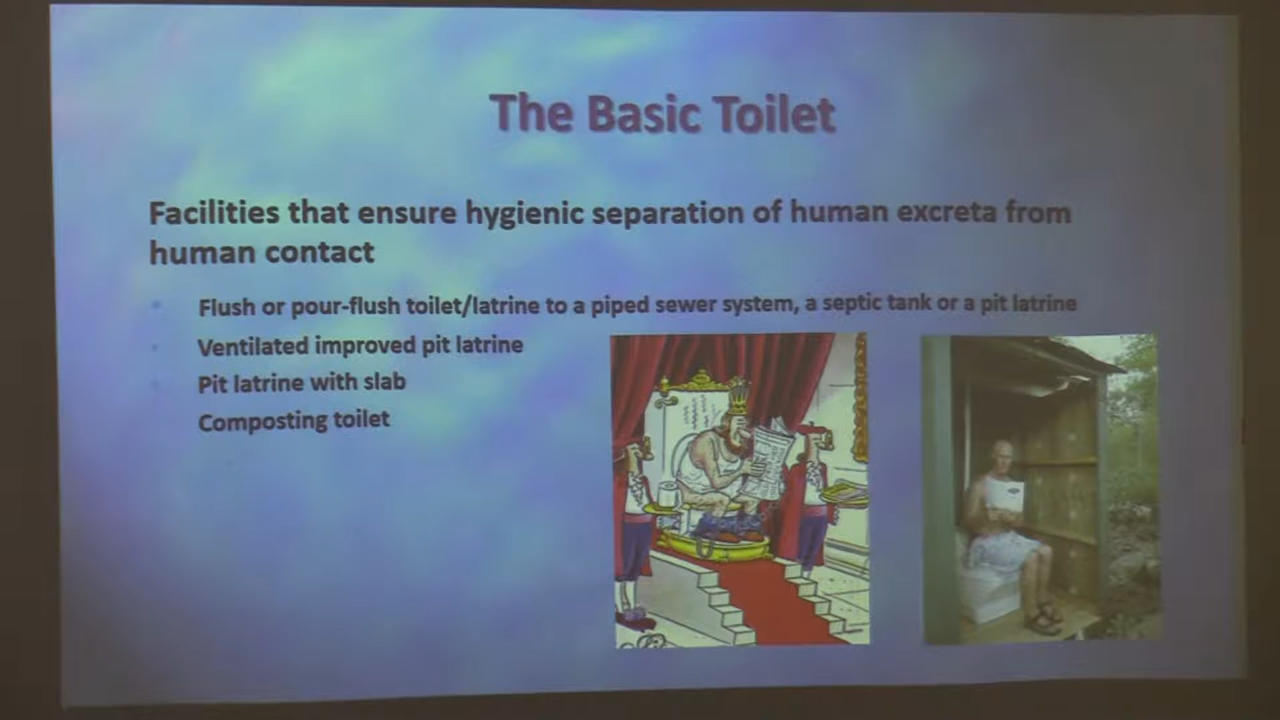 The Basic Toilet
Facilities that ensure hygienic separation of human excreta from
human contact
Flush or pour-flush toilet/latrine to a piped sewer system, a septic tank or a pit latrine
Ventilated improved pit latrine
Pit latrine with slab
Composting toilet